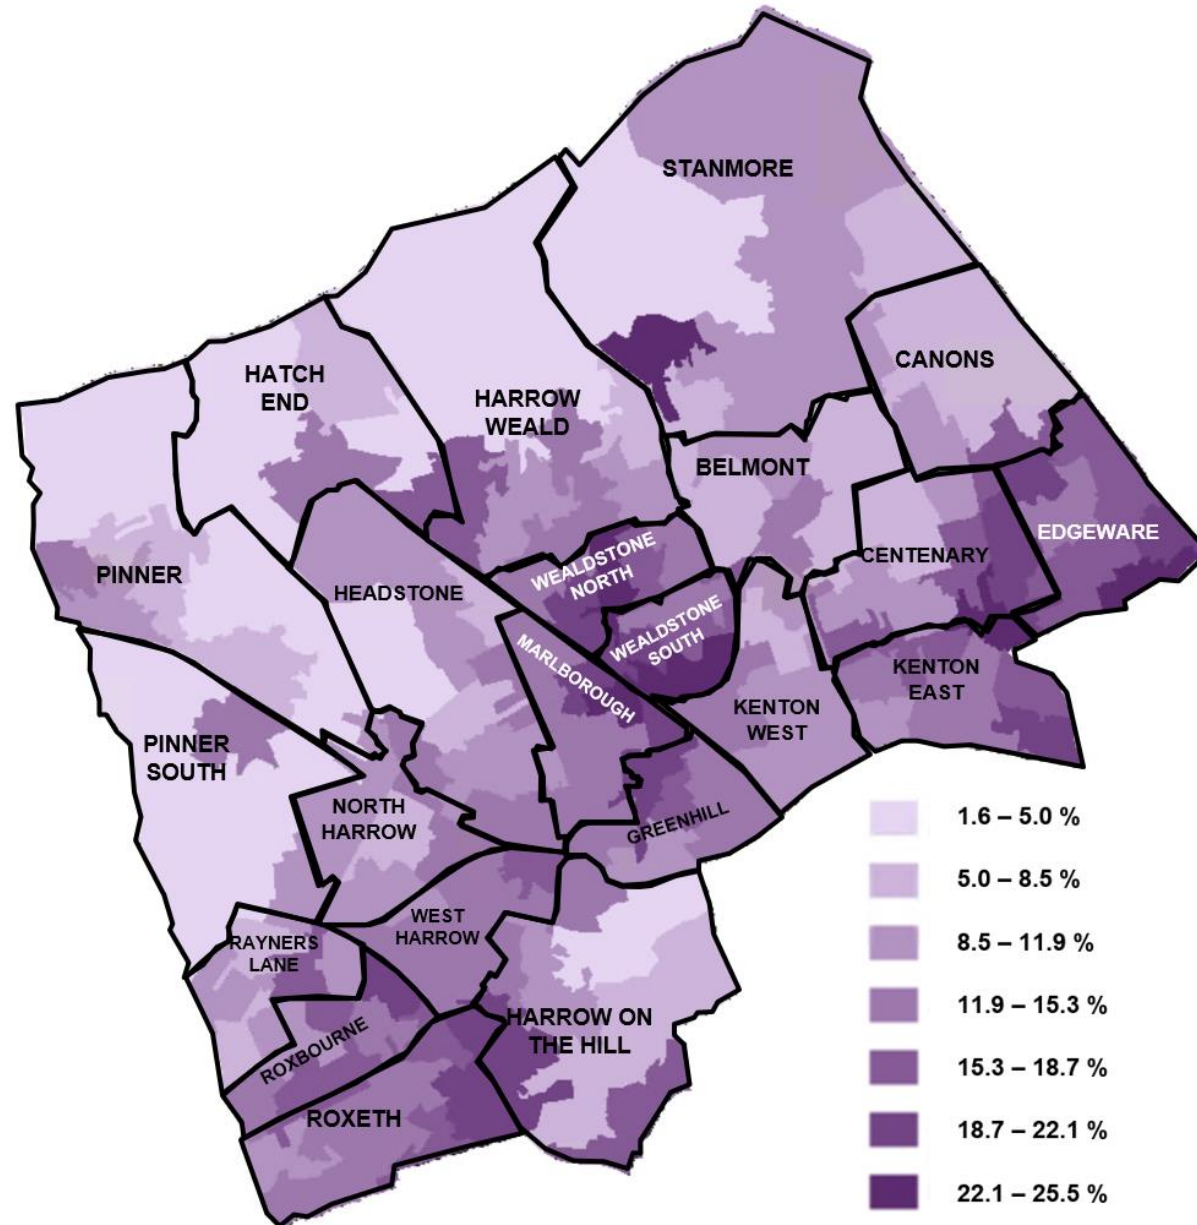 STANMORE
CANONS
HATCH
END
HARROW
WEALD
BELMONT
EDGEWARE
CENTENARY
WEALDSTONE
NORTH
PINNER
HEADSTONE
WEALDSTONE
SOUTH
MARLBOROUGH
KENTON
EAST
KENTON
WEST
PINNER
SOUTH
NORTH
HARROW
GREENHILL
WEST
HARROW
RAYNERS
LANE
HARROW ON
THE HILL
ROXBOURNE
ROXETH
1.6 – 5.0 %
5.0 – 8.5 %
8.5 – 11.9 %
11.9 – 15.3 %
15.3 – 18.7 %
18.7 – 22.1 %
22.1 – 25.5 %